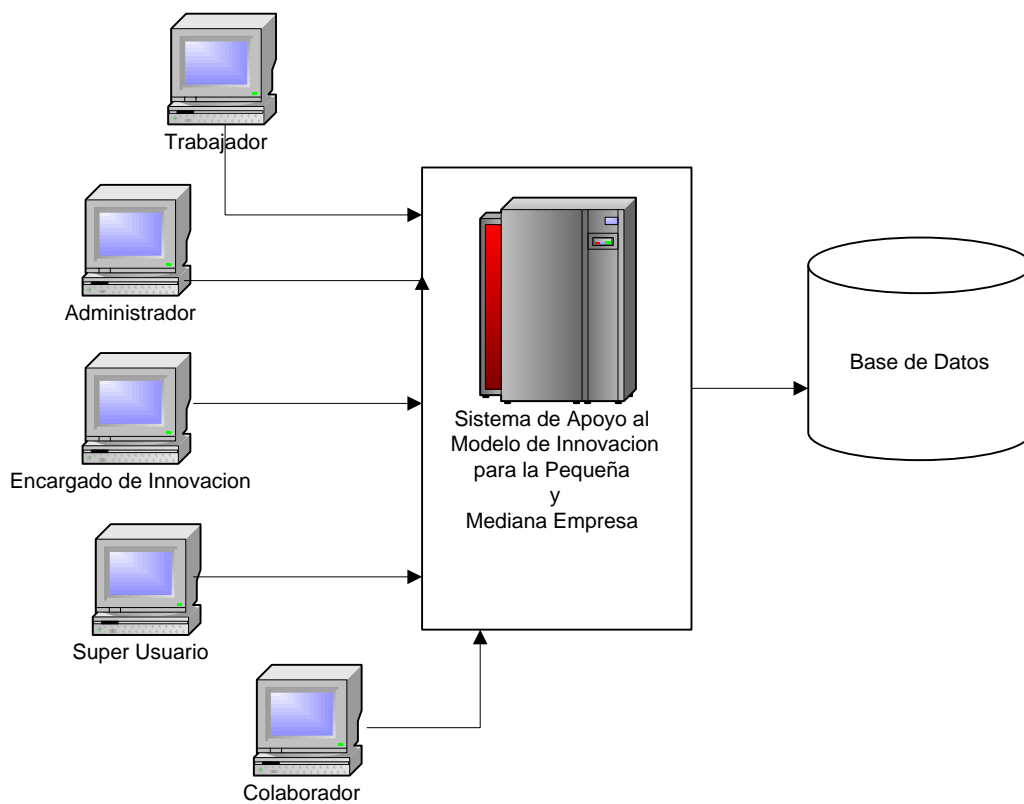 Trabajador
Administrador
Encargado de Innovacion
Super Usuario
Colaborador
Sistema de Apoyo al
Modelo de Innovacion
para la Pequeña
y
Mediana Empresa
Base de Datos